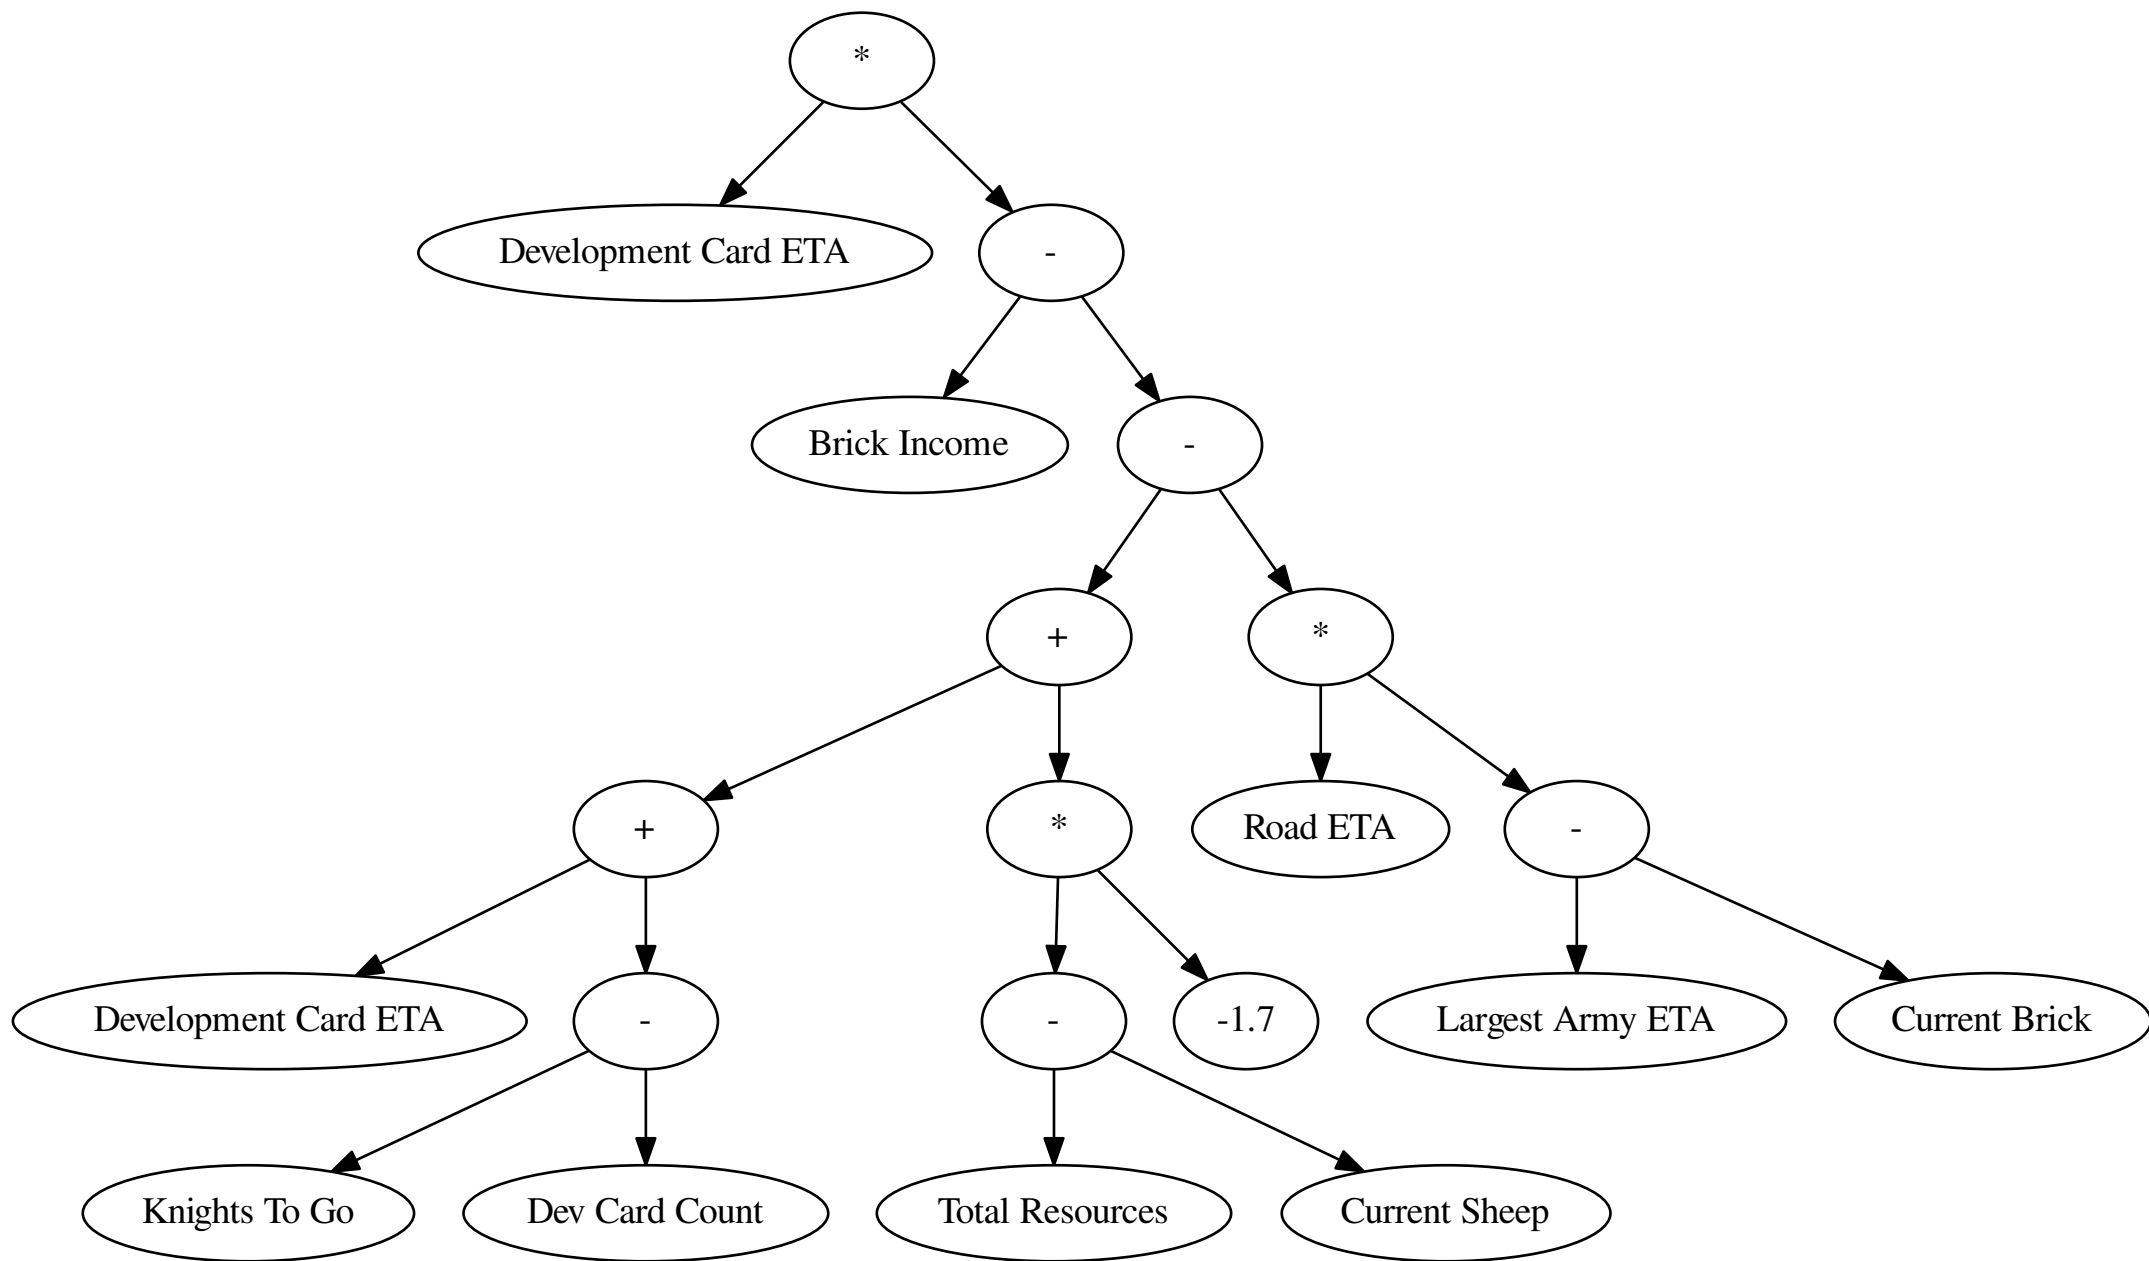 *
Development Card ETA
-
Brick Income
-
+
*
+
*
Road ETA
-
Development Card ETA
-
-
-1.7
Largest Army ETA
Current Brick
Knights To Go
Dev Card Count
Total Resources
Current Sheep